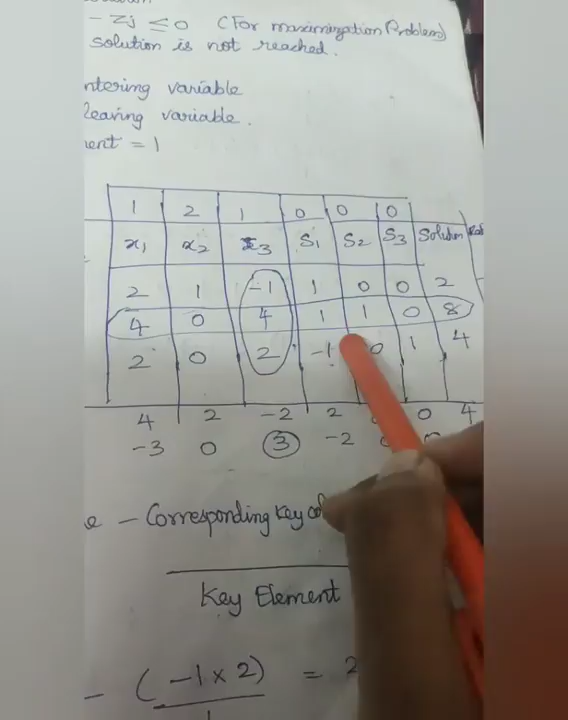 - Zj ≤ 0 (For maximization Problem)
Solution is not reached.
ntering variable
leaving variable.
ent = 1
1 2 1 0 0 0
x1 x2 x3 S1 S2 S3 Solution
2 1 -1 1 0 0 2
4 0 4 1 1 0 8
2 0 2 -1 0 1 4
4 2 -2 2 0 4
-3 0 3 -2
e - Corresponding Key
Key Element
- (-1 x 2) = 2